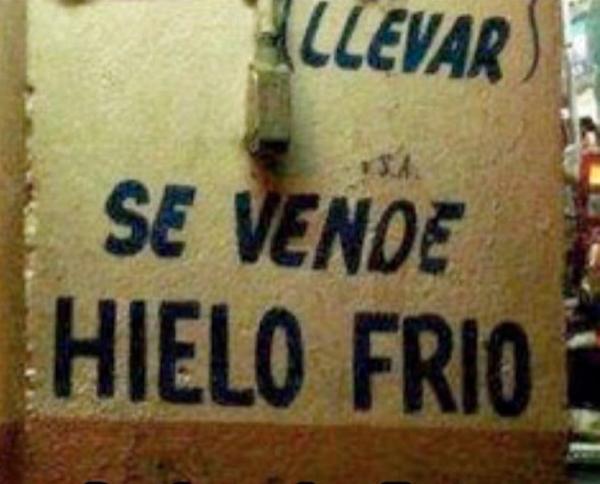 LLEVAR)
SE VENDE
HIELO FRIO